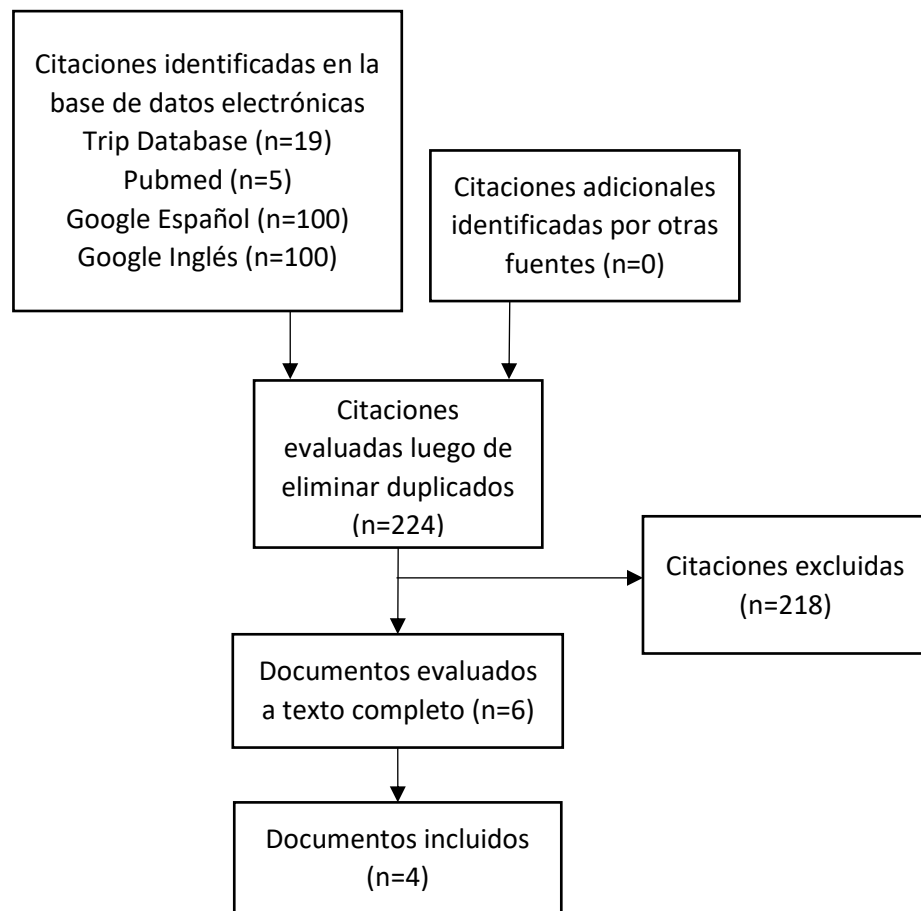 Citaciones identificadas en la
base de datos electrónicas
Trip Database (n=19)
Pubmed (n=5)
Google Español (n=100)
Google Inglés (n=100)
Citaciones adicionales
identificadas por otras
fuentes (n=0)
Citaciones
evaluadas luego de
eliminar duplicados
(n=224)
Citaciones excluidas
(n=218)
Documentos evaluados
a texto completo (n=6)
Documentos incluidos
(n=4)